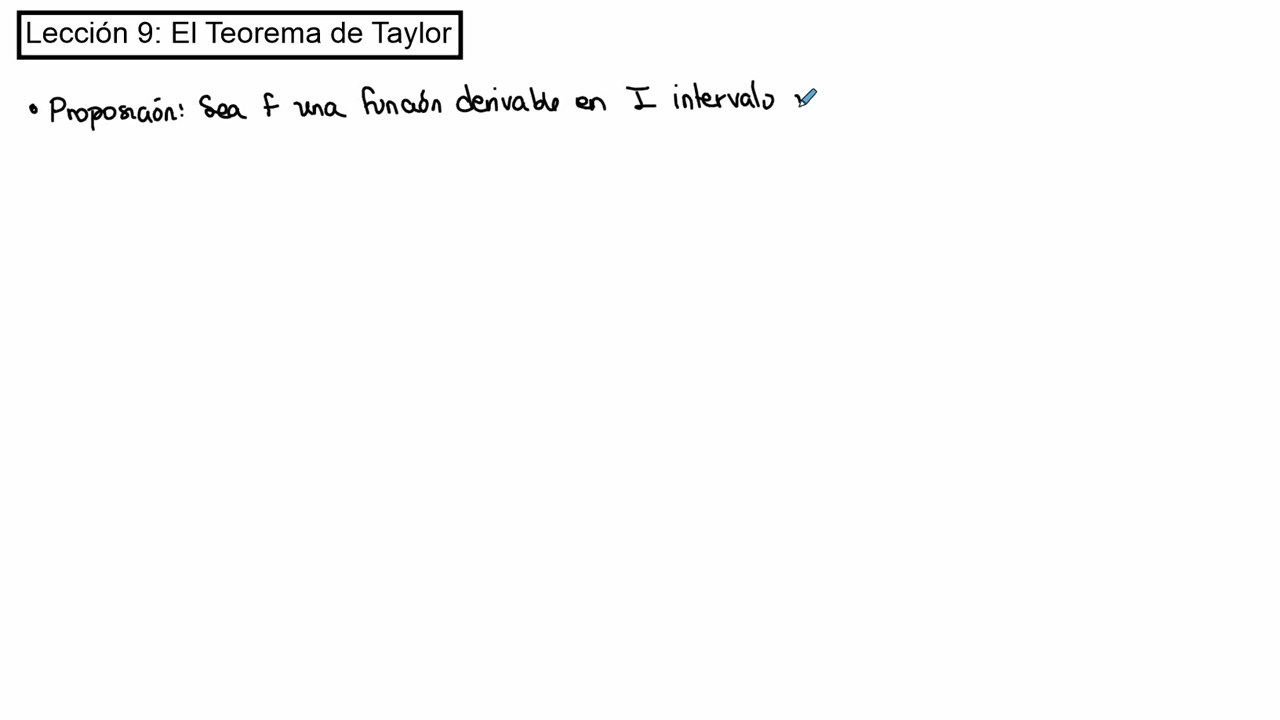 Lección 9: El Teorema de Taylor
• Proposición: Sea f una función derivable en I intervalo